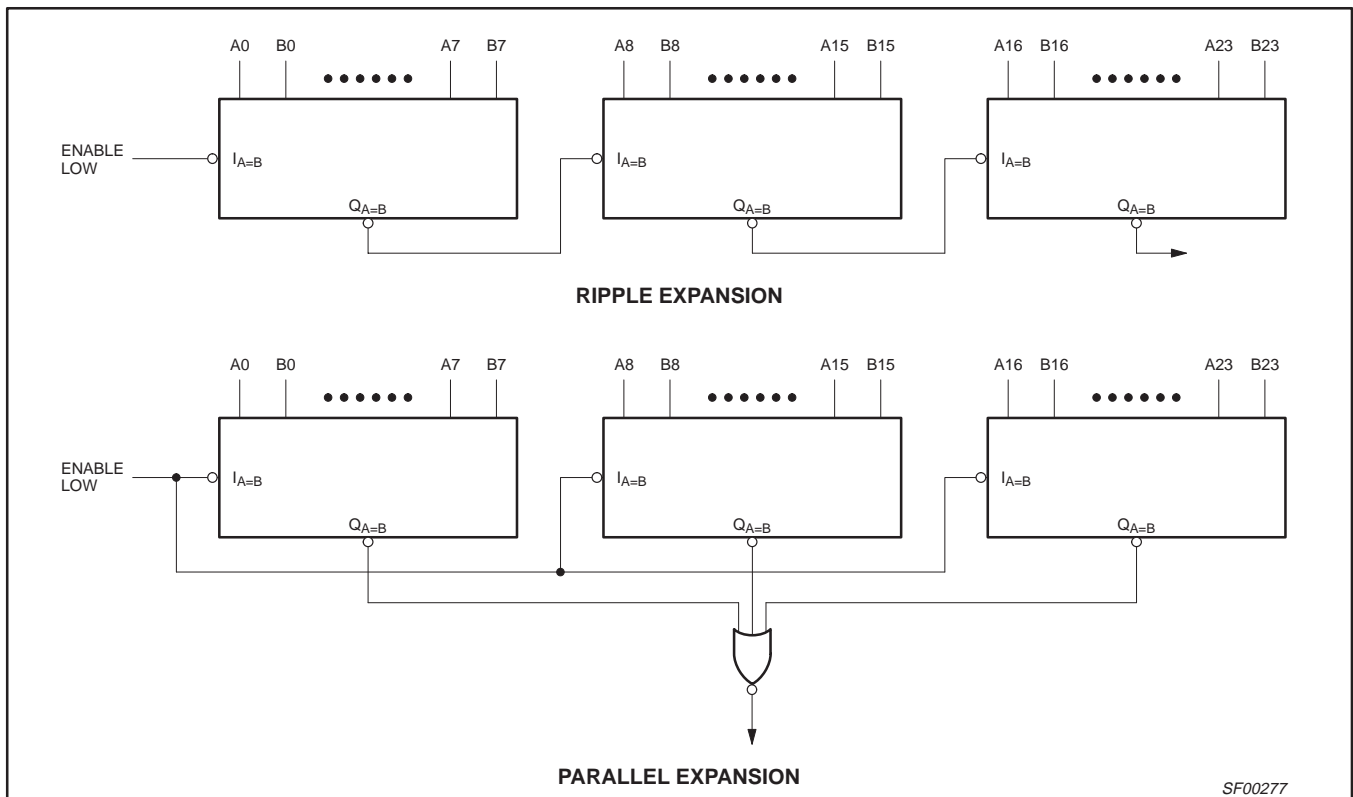 A0 B0 A7 B7 A8 B8 A15 B15 A16 B16 A23 B23
ENABLE
LOW
IA=B IA=B IA=B
QA=B QA=B QA=B
RIPPLE EXPANSION
A0 B0 A7 B7 A8 B8 A15 B15 A16 B16 A23 B23
ENABLE
LOW
IA=B IA=B IA=B
QA=B QA=B QA=B
PARALLEL EXPANSION
SF00277